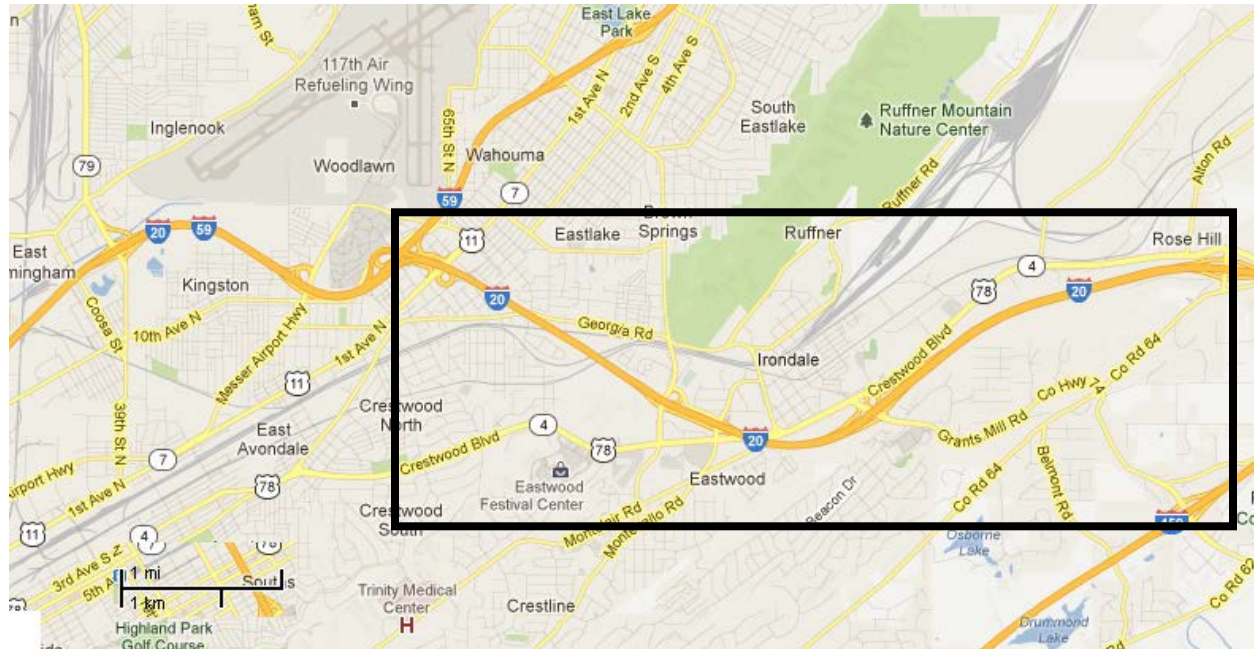 East Lake
Park
ham St
117th Air
Refueling Wing
1st Ave N
2nd Ave S
4th Ave S
65th St N
South
Eastlake
Ruffner Mountain
Nature Center
Inglenook
Woodlawn
Wahouma
79
7
Alton Rd
Ruffner Rd
59
20
59
11
Eastlake
Brown
Springs
Ruffner
Rose Hill
4
East
mingham
Kingston
78
20
20
Coosa St
10th Ave N
Messer Airport Hwy
1st Ave N
Georgia Rd
Irondale
Crestwood Blvd
Co Rd 64
11
Co Hwy 74
Crestwood
North
39th St N
East
Avondale
4
78
20
Grants Mill Rd
Crestwood Blvd
7
irport Hwy
78
Eastwood
Festival Center
Eastwood
Co Rd 64
Belmont Rd
1st Ave N
Crestwood
South
Beacon Dr
Montclair Rd
Montevallo Rd
11
4
Osborne
Lake
3rd Ave S
1 mi
1 km
Trinity Medical
Center
H
Crestline
Co Rd 62
Drummond
Lake
Highland Park
Golf Course
Rd